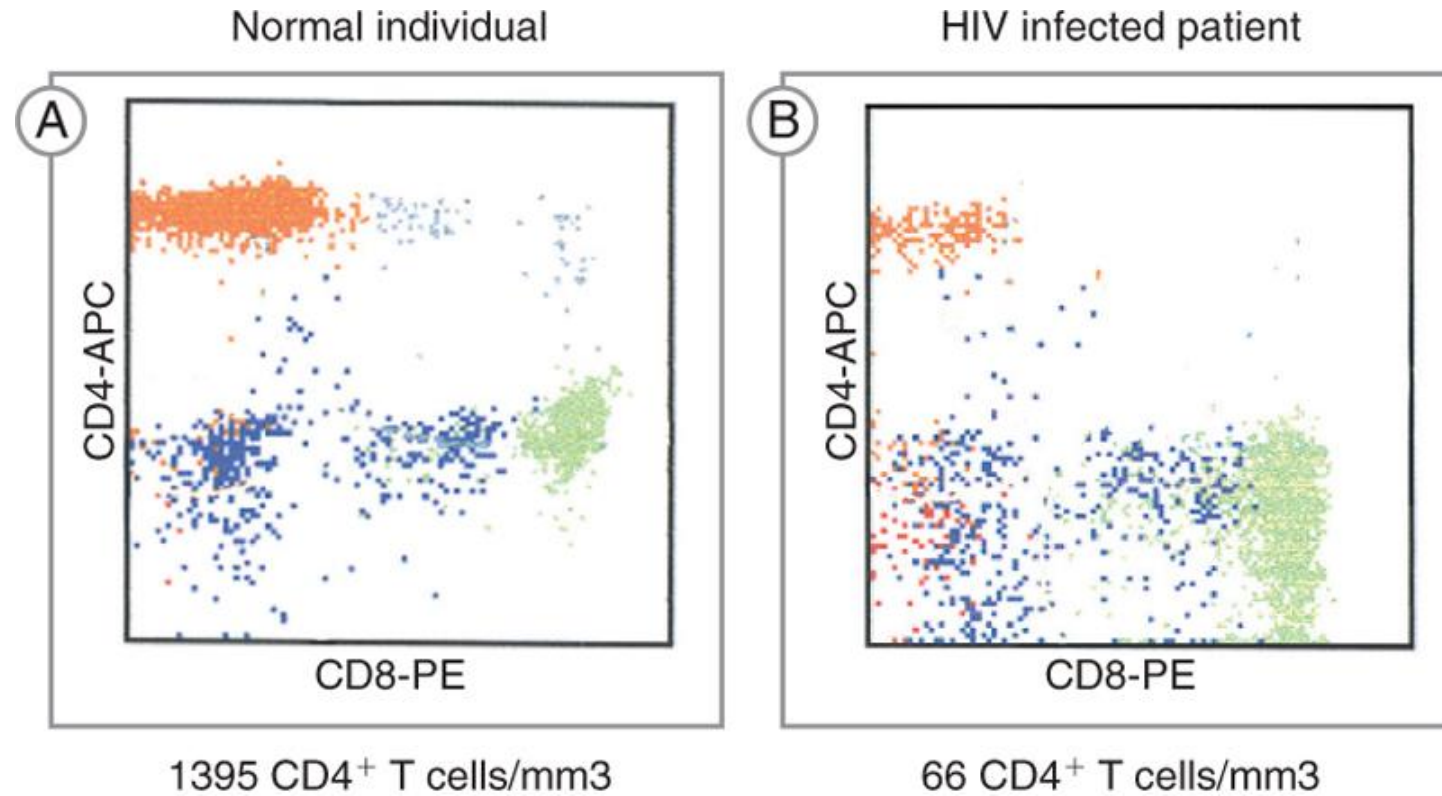 Normal individual
A
CD4-APC
CD8-PE
1395 CD4⁺ T cells/mm3
HIV infected patient
B
CD4-APC
CD8-PE
66 CD4⁺ T cells/mm3